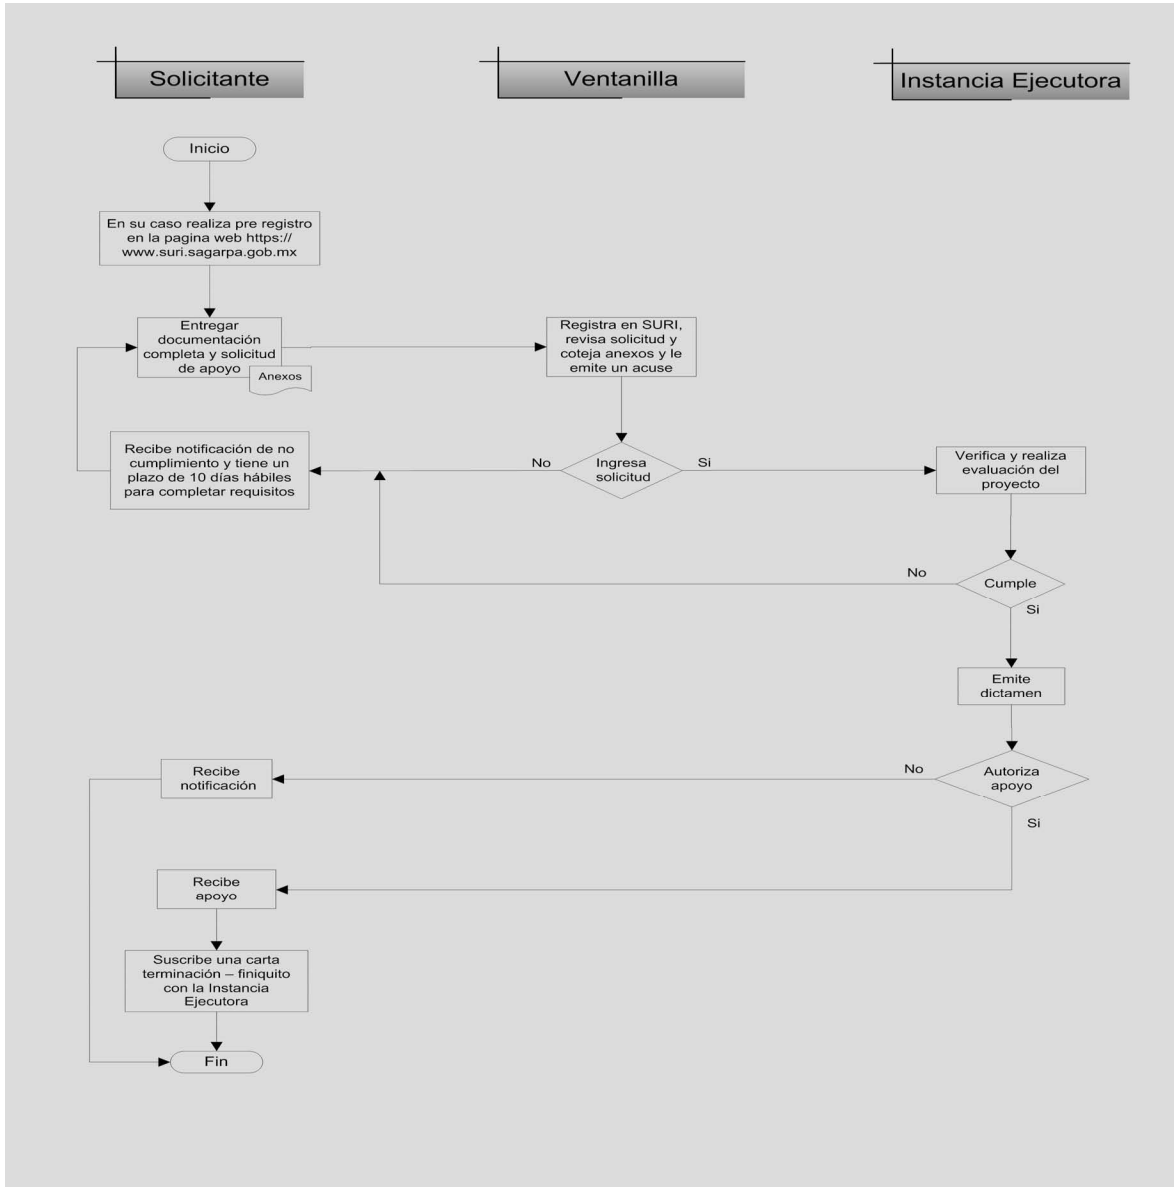 Solicitante
Ventanilla
Instancia Ejecutora
Inicio
En su caso realiza pre registro
en la pagina web https://
www.suri.sagarpa.gob.mx
Entregar
documentación
completa y solicitud
de apoyo
Anexos
Registra en SURI,
revisa solicitud y
coteja anexos y le
emite un acuse
Recibe notificación de no
cumplimiento y tiene un
plazo de 10 días hábiles
para completar requisitos
No
Ingresa
solicitud
Si
Verifica y realiza
evaluación del
proyecto
No
Cumple
Si
Emite
dictamen
Recibe
notificación
No
Autoriza
apoyo
Si
Recibe
apoyo
Suscribe una carta
terminación – finiquito
con la Instancia
Ejecutora
Fin